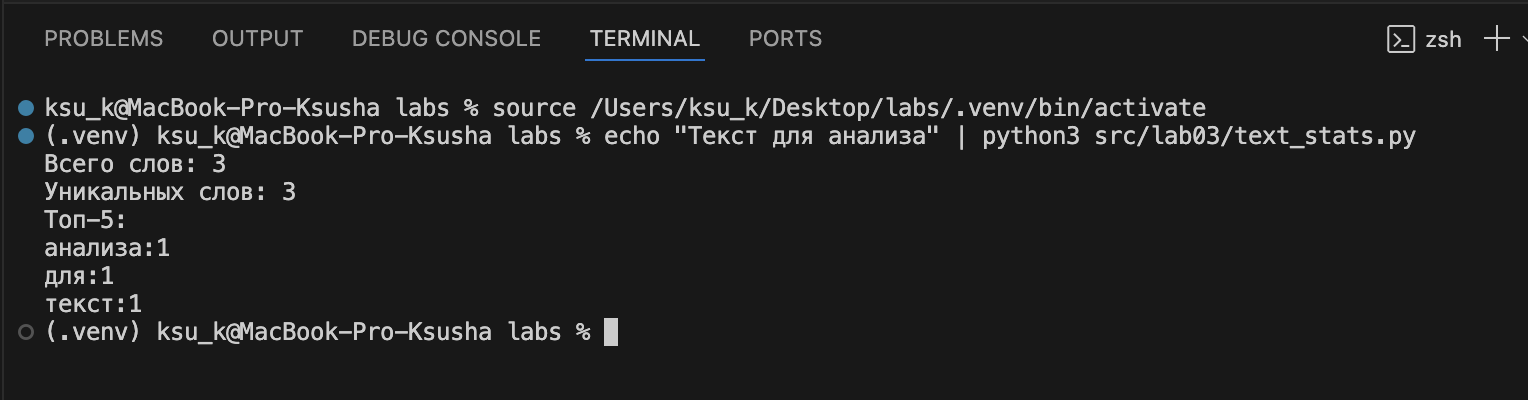 PROBLEMS OUTPUT DEBUG CONSOLE TERMINAL PORTS zsh
ksu_k@MacBook-Pro-Ksusha labs % source /Users/ksu_k/Desktop/labs/.venv/bin/activate
(.venv) ksu_k@MacBook-Pro-Ksusha labs % echo "Текст для анализа" | python3 src/lab03/text_stats.py
Всего слов: 3
Уникальных слов: 3
Топ-5:
анализа:1
для:1
текст:1
(.venv) ksu_k@MacBook-Pro-Ksusha labs %